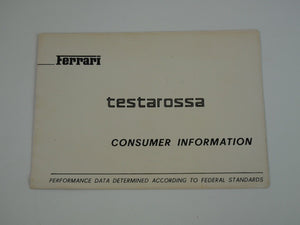 Ferrari
testarossa
CONSUMER INFORMATION
PERFORMANCE DATA DETERMINED ACCORDING TO FEDERAL STANDARDS